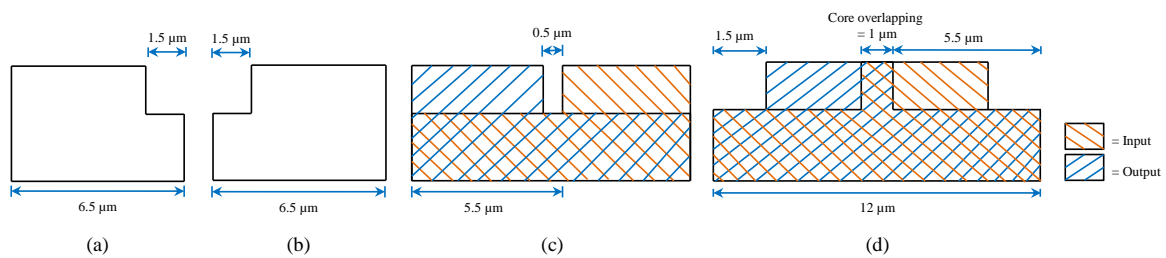 1.5 µm
1.5 µm
0.5 µm
1.5 µm
Core overlapping
= 1 µm
5.5 µm
= Input
= Output
6.5 µm
6.5 µm
5.5 µm
12 µm
(a)
(b)
(c)
(d)